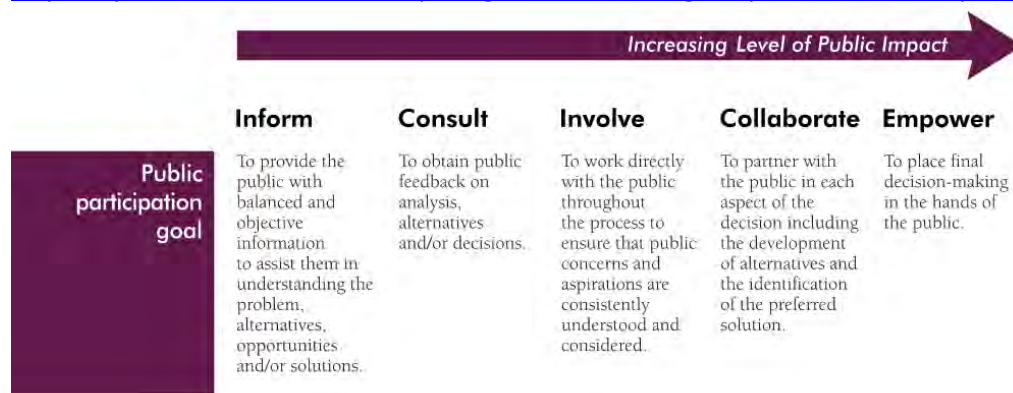 Increasing Level of Public Impact
Inform
Consult
Involve
Collaborate
Empower
Public
participation
goal
To provide the
public with
balanced and
objective
information
to assist them in
understanding the
problem,
alternatives,
opportunities
and/or solutions.
To obtain public
feedback on
analysis,
alternatives
and/or decisions.
To work directly
with the public
throughout
the process to
ensure that public
concerns and
aspirations are
consistently
understood and
considered.
To partner with
the public in each
aspect of the
decision including
the development
of alternatives and
the identification
of the preferred
solution.
To place final
decision-making
in the hands of
the public.